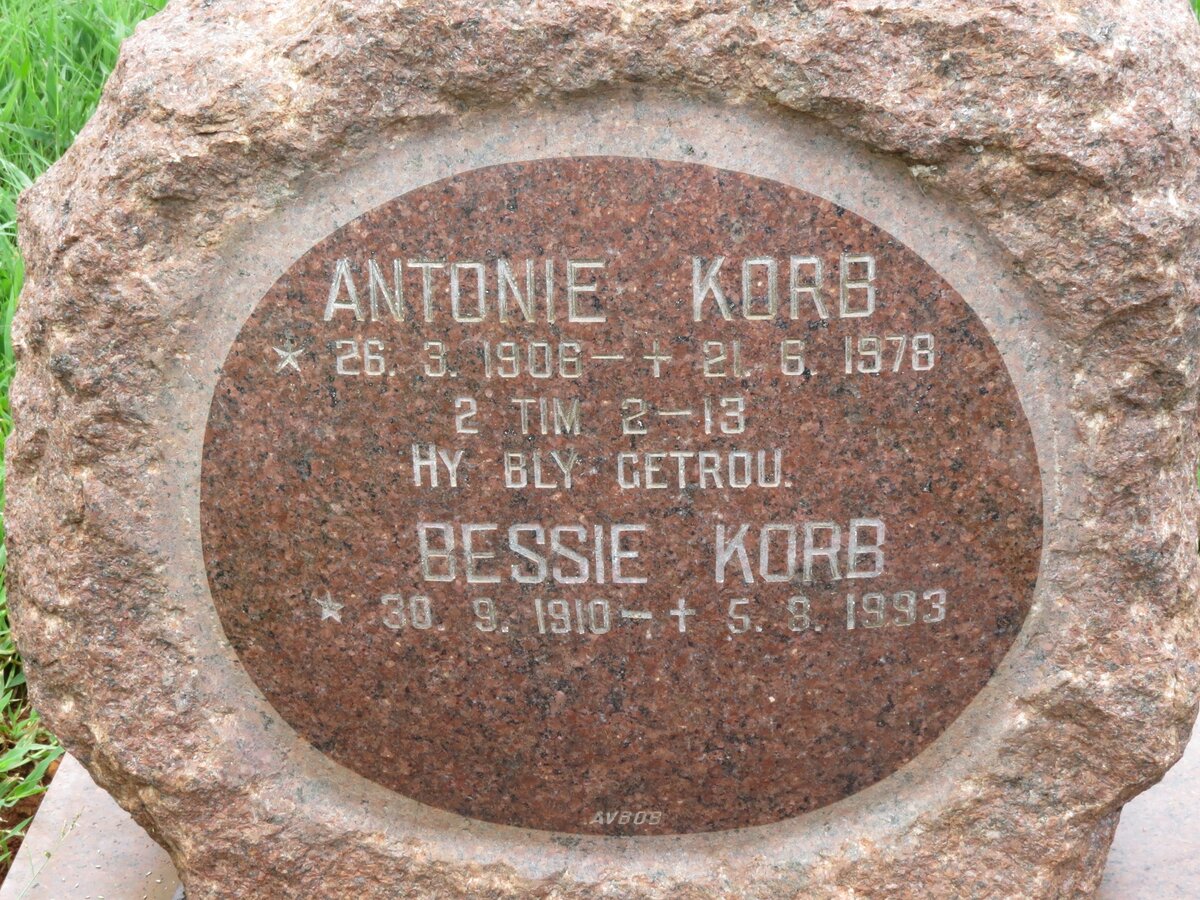 ANTONIE KORB
* 26. 3. 1906 - + 21. 6. 1978
2 TIM 2-13
HY BLY GETROU.
BESSIE KORB
* 30. 9. 1910 - + 5. 8. 1993
AVBOB